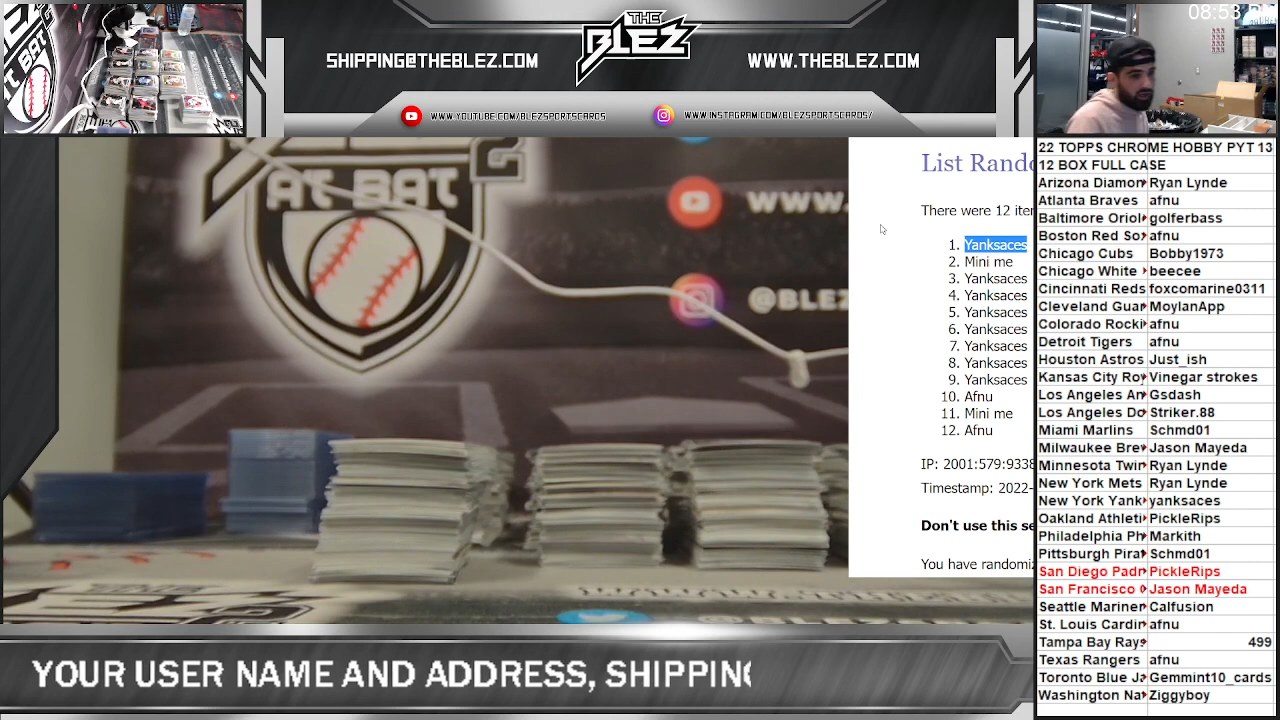 08:53 P
THE
BLEZ
SHIPPING@THEBLEZ.COM
WWW.THEBLEZ.COM
WWW.YOUTUBE.COM/BLEZSPORTSCARDS
WWW.INSTAGRAM.COM/BLEZSPORTSCARDS/
AT BAT
WWW.
@BLEZ
List Rando
There were 12 iter
1. Yanksaces
2. Mini me
3. Yanksaces
4. Yanksaces
5. Yanksaces
6. Yanksaces
7. Yanksaces
8. Yanksaces
9. Yanksaces
10. Afnu
11. Mini me
12. Afnu
IP: 2001:579:9338
Timestamp: 2022-
Don't use this se
You have randomiz
22 TOPPS CHROME HOBBY PYT 13
12 BOX FULL CASE
Arizona Diamon Ryan Lynde
Atlanta Braves afnu
Baltimore Oriol golferbass
Boston Red So afnu
Chicago Cubs Bobby1973
Chicago White beecee
Cincinnati Reds foxcomarine0311
Cleveland Guar MoylanApp
Colorado Rocki afnu
Detroit Tigers afnu
Houston Astros Just_ish
Kansas City Ro Vinegar strokes
Los Angeles An Gsdash
Los Angeles Do Striker.88
Miami Marlins Schmd01
Milwaukee Brew Jason Mayeda
Minnesota Twin Ryan Lynde
New York Mets Ryan Lynde
New York Yank yanksaces
Oakland Athleti PickleRips
Philadelphia Ph Markith
Pittsburgh Pirat Schmd01
San Diego Padr PickleRips
San Francisco G Jason Mayeda
Seattle Mariner Calfusion
St. Louis Cardin afnu
Tampa Bay Rays 499
Texas Rangers afnu
Toronto Blue Ja Gemmint10_cards
Washington Na Ziggyboy
YOUR USER NAME AND ADDRESS, SHIPPING